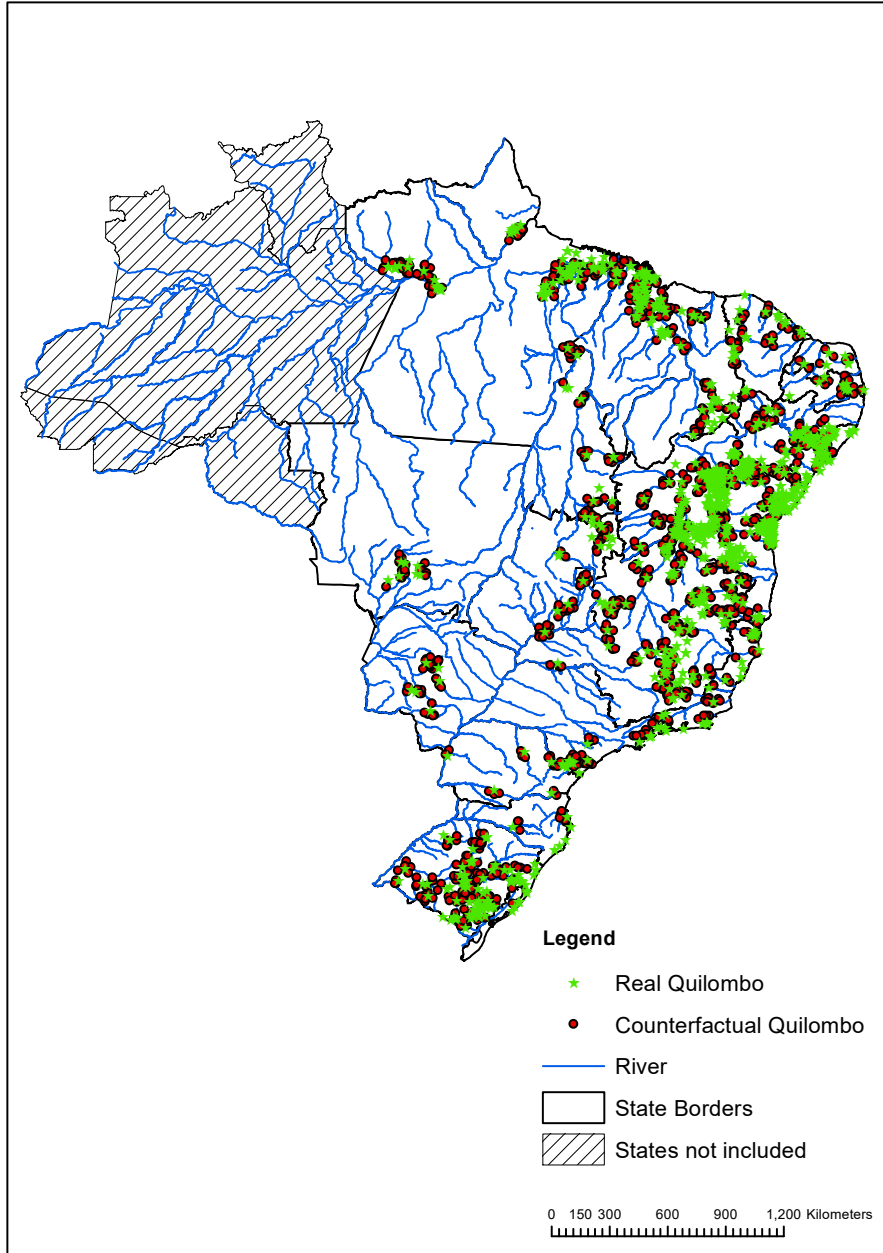 Legend
Real Quilombo
Counterfactual Quilombo
River
State Borders
States not included
0 150 300 600 900 1,200 Kilometers